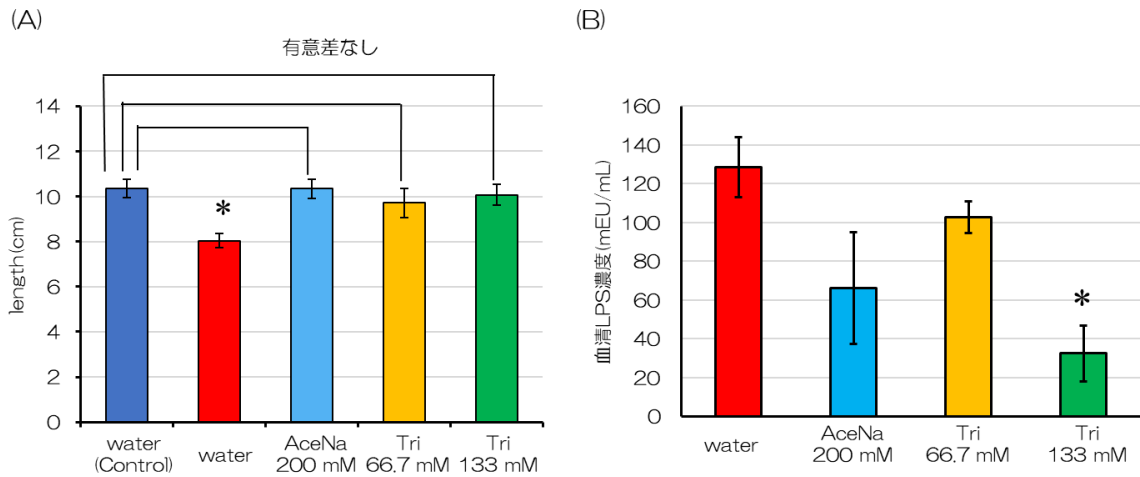 (A)
有意差なし
14
12
10
8
6
4
2
0
length(cm)
*
water
(Control)
water
AceNa
200 mM
Tri
66.7 mM
Tri
133 mM
(B)
160
140
120
100
80
60
40
20
0
血清LPS濃度(mEU/mL)
*
water
AceNa
200 mM
Tri
66.7 mM
Tri
133 mM